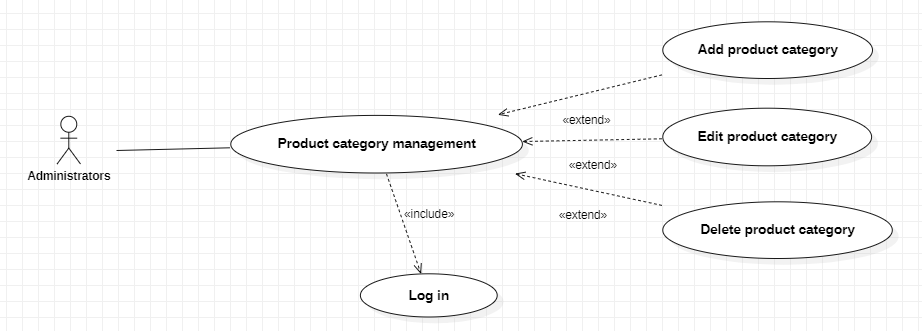 Add product category
«extend»
Edit product category
Product category management
Administrators
«extend»
«include»
«extend»
Delete product category
Log in